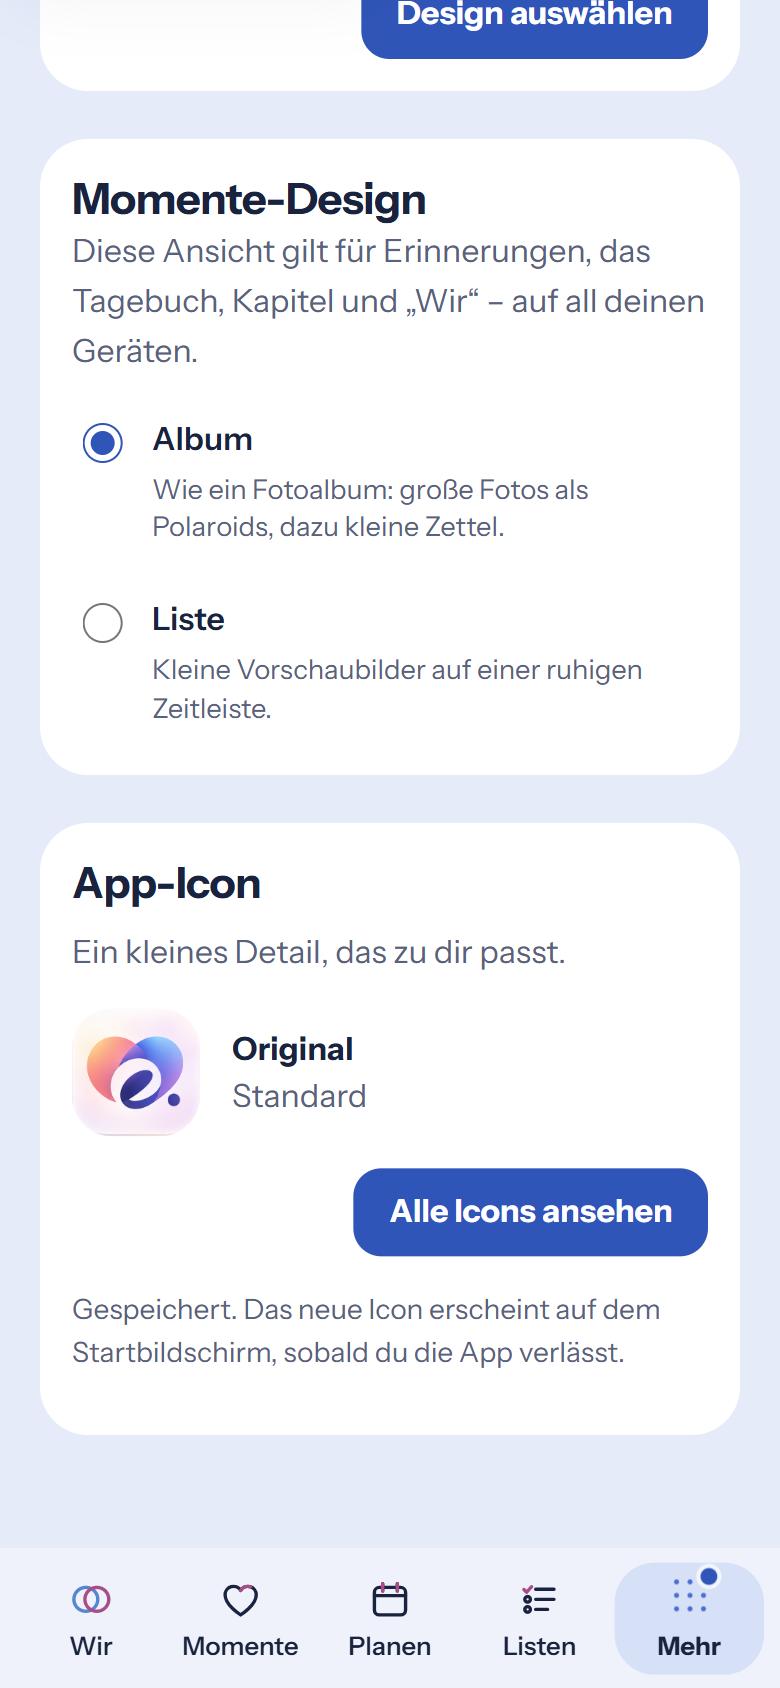 Design auswählen
Momente-Design
Diese Ansicht gilt für Erinnerungen, das
Tagebuch, Kapitel und „Wir“ – auf all deinen
Geräten.
Album
Wie ein Fotoalbum: große Fotos als
Polaroids, dazu kleine Zettel.
Liste
Kleine Vorschaubilder auf einer ruhigen
Zeitleiste.
App-Icon
Ein kleines Detail, das zu dir passt.
Original
Standard
Alle Icons ansehen
Gespeichert. Das neue Icon erscheint auf dem
Startbildschirm, sobald du die App verlässt.
Wir
Momente
Planen
Listen
Mehr